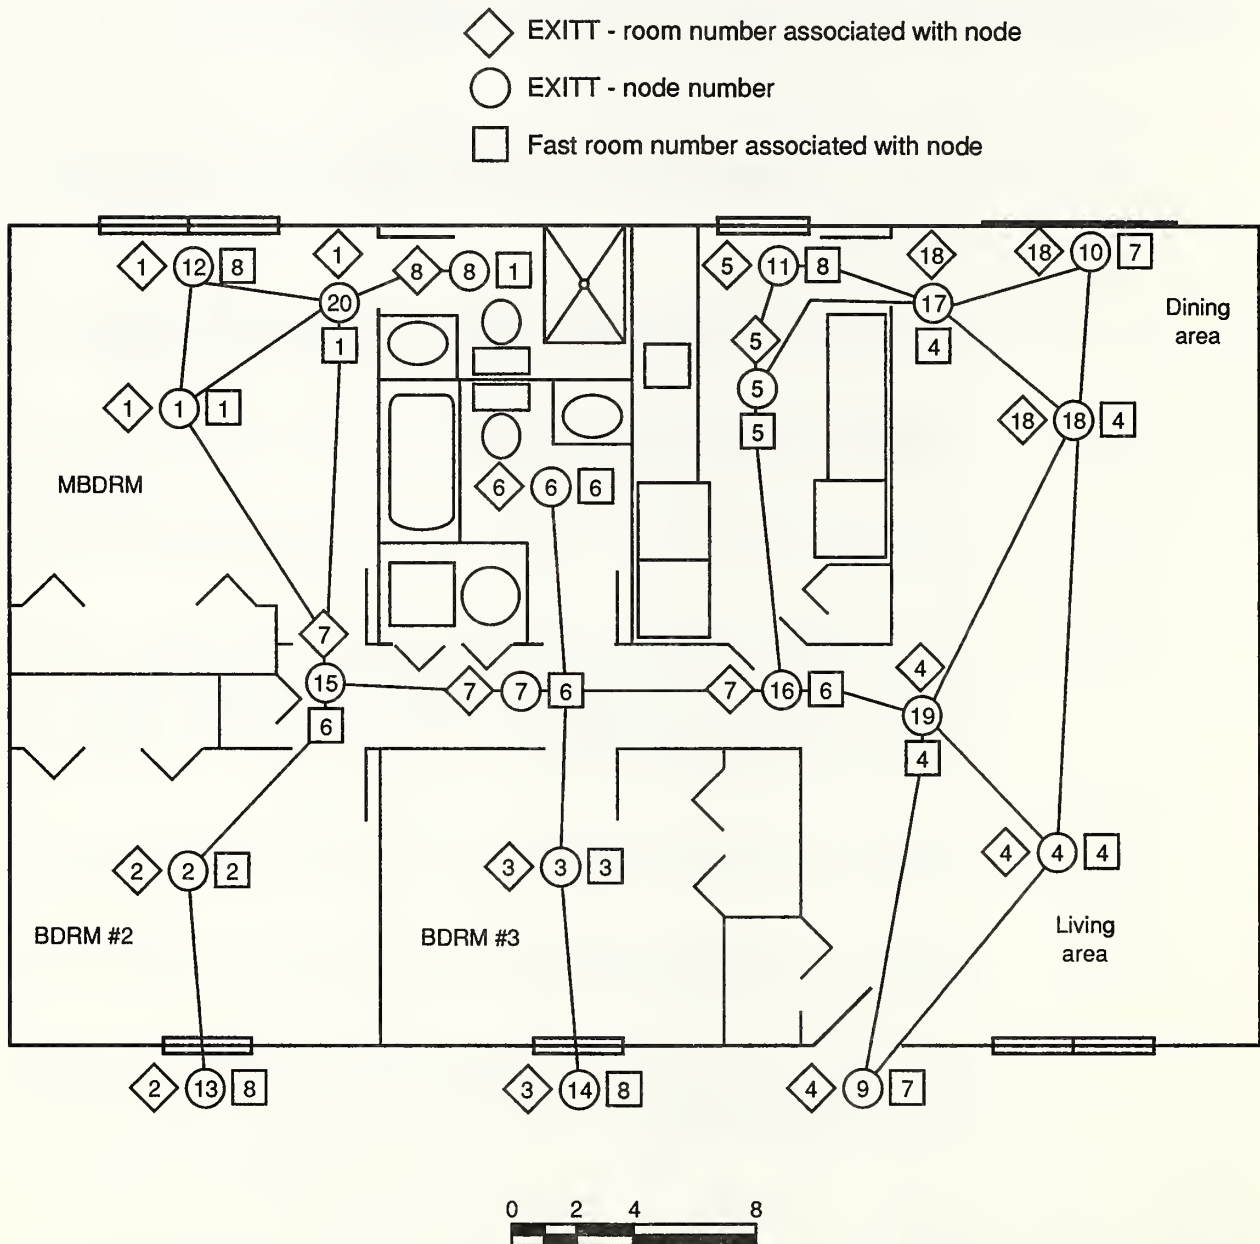 EXITT - room number associated with node
EXITT - node number
Fast room number associated with node
1 12 8
1
20
1
8 8 1
5 11 8
18
17
4
18 10 7
Dining
area
5
5
5
1 1 1
18 18 4
MBDRM
6 6 6
7
15
6
7 7 6
7 16 6
4
19
4
2 2 2
3 3 3
4 4 4
BDRM #2
BDRM #3
Living
area
2 13 8
3 14 8
4 9 7
0 2 4 8